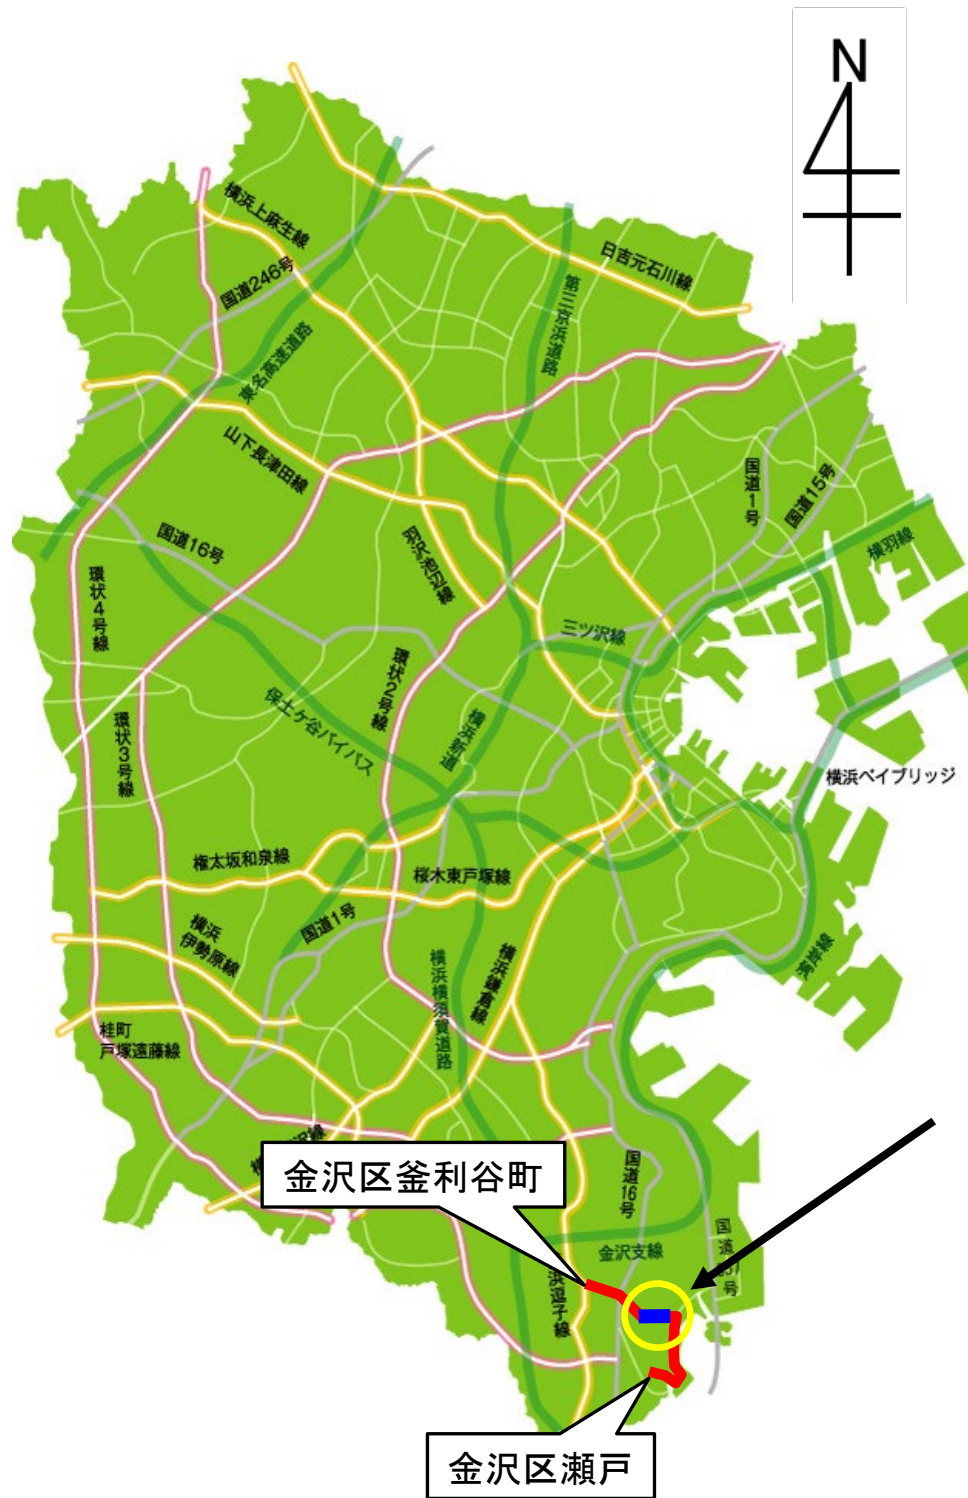 N
横浜上麻生線
日吉元石川線
国道246号
第三京浜道路
東名高速道路
山下長津田線
国道1号
国道15号
国道16号
羽沢池辺線
横羽線
環状4号線
三ツ沢線
環状2号線
保土ケ谷バイパス
横浜新道
環状3号線
横浜ベイブリッジ
権太坂和泉線
桜木東戸塚線
国道1号
横浜
伊勢原線
横浜鎌倉線
湾岸線
横浜横須賀道路
桂町
戸塚遠藤線
金沢区釜利谷町
国道16号
金沢支線
国道
号
浜逗子線
金沢区瀬戸